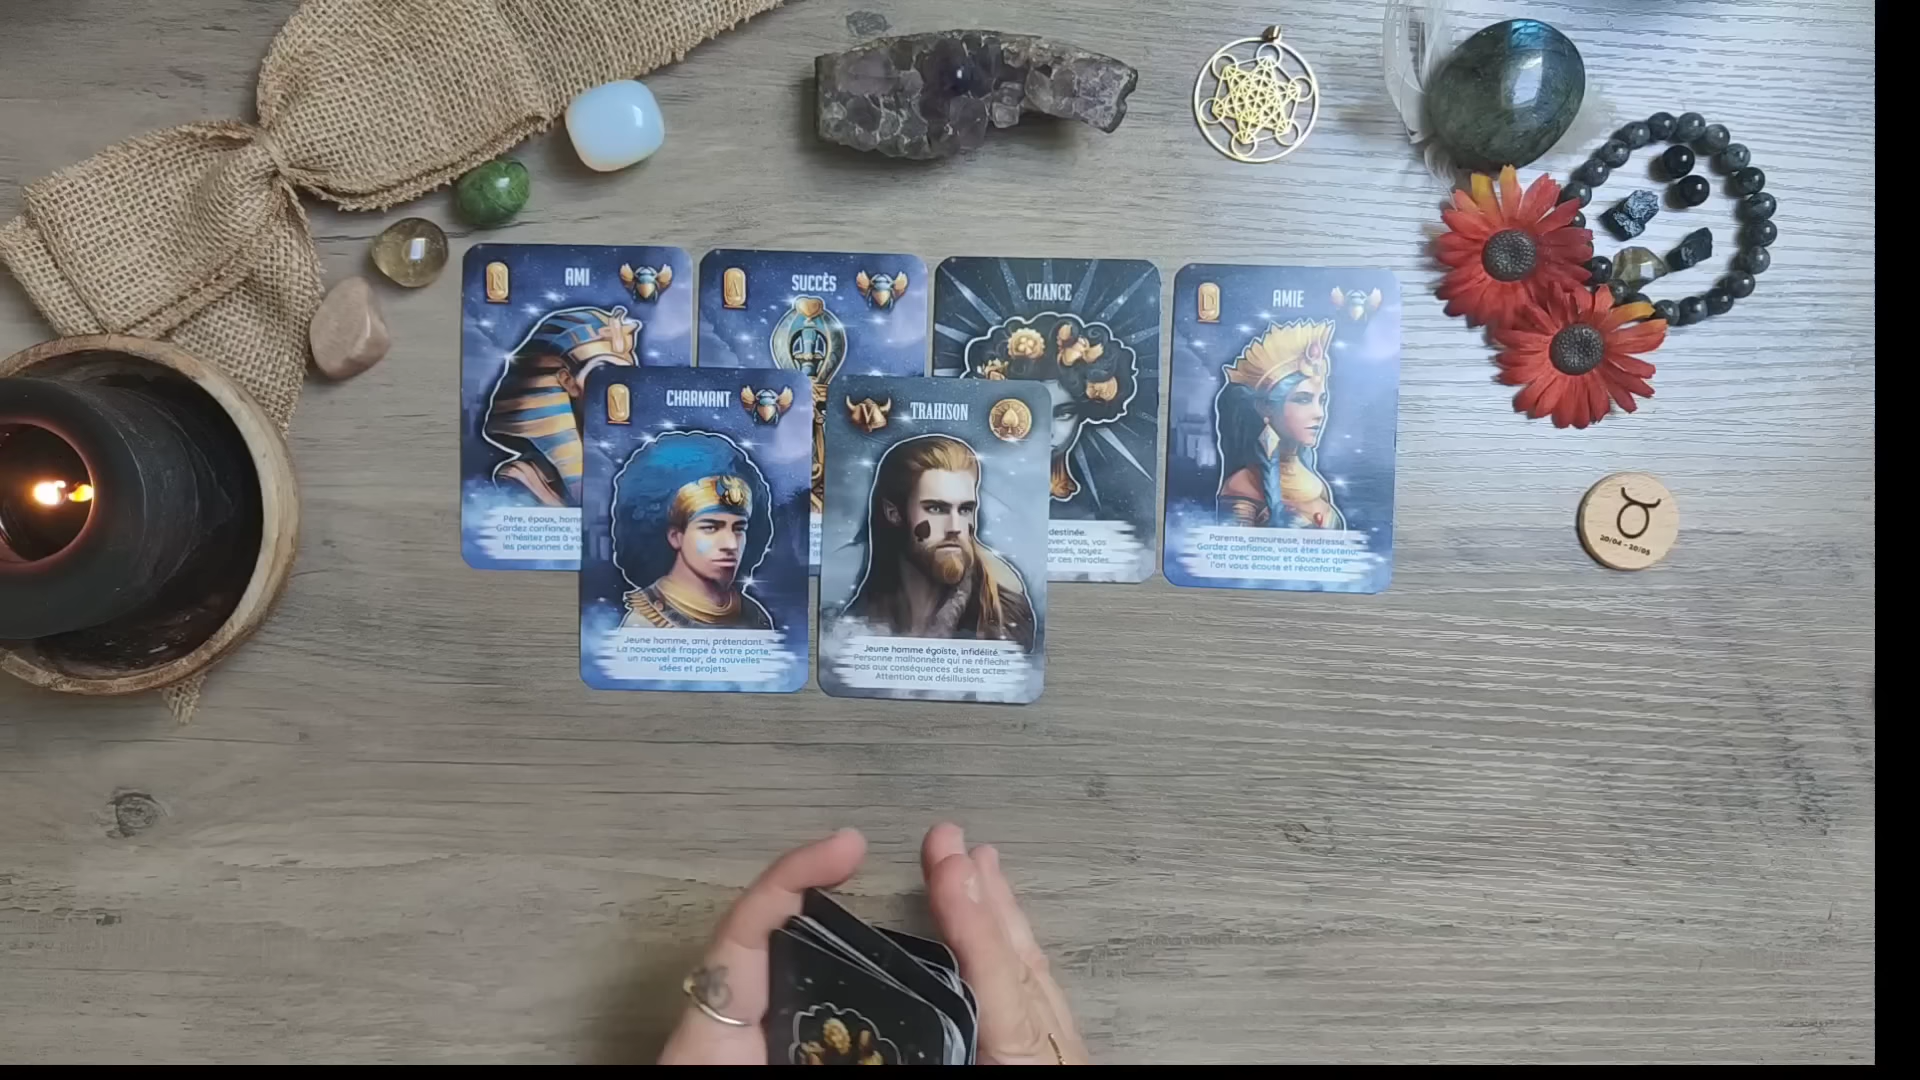 AMI
Père, époux, hom
Gardez confiance, v
n'hésitez pas à vo
les personnes de
SUCCÈS
CHANCE
destinée.
avec vous, vos
ussés, soyez
ur ces miracles.
AMIE
Parente, amoureuse, tendresse.
Gardez confiance, vous êtes soutenu,
c'est avec amour et douceur que
l'on vous écoute et réconforte.
CHARMANT
Jeune homme, ami, prétendant.
La nouveauté frappe à votre porte,
un nouvel amour, de nouvelles
idées et projets.
V
TRAHISON
Jeune homme égoïste, infidélité.
Personne malhonnête qui ne réfléchit
pas aux conséquences de ses actes.
Attention aux désillusions.
20/04 - 20/05